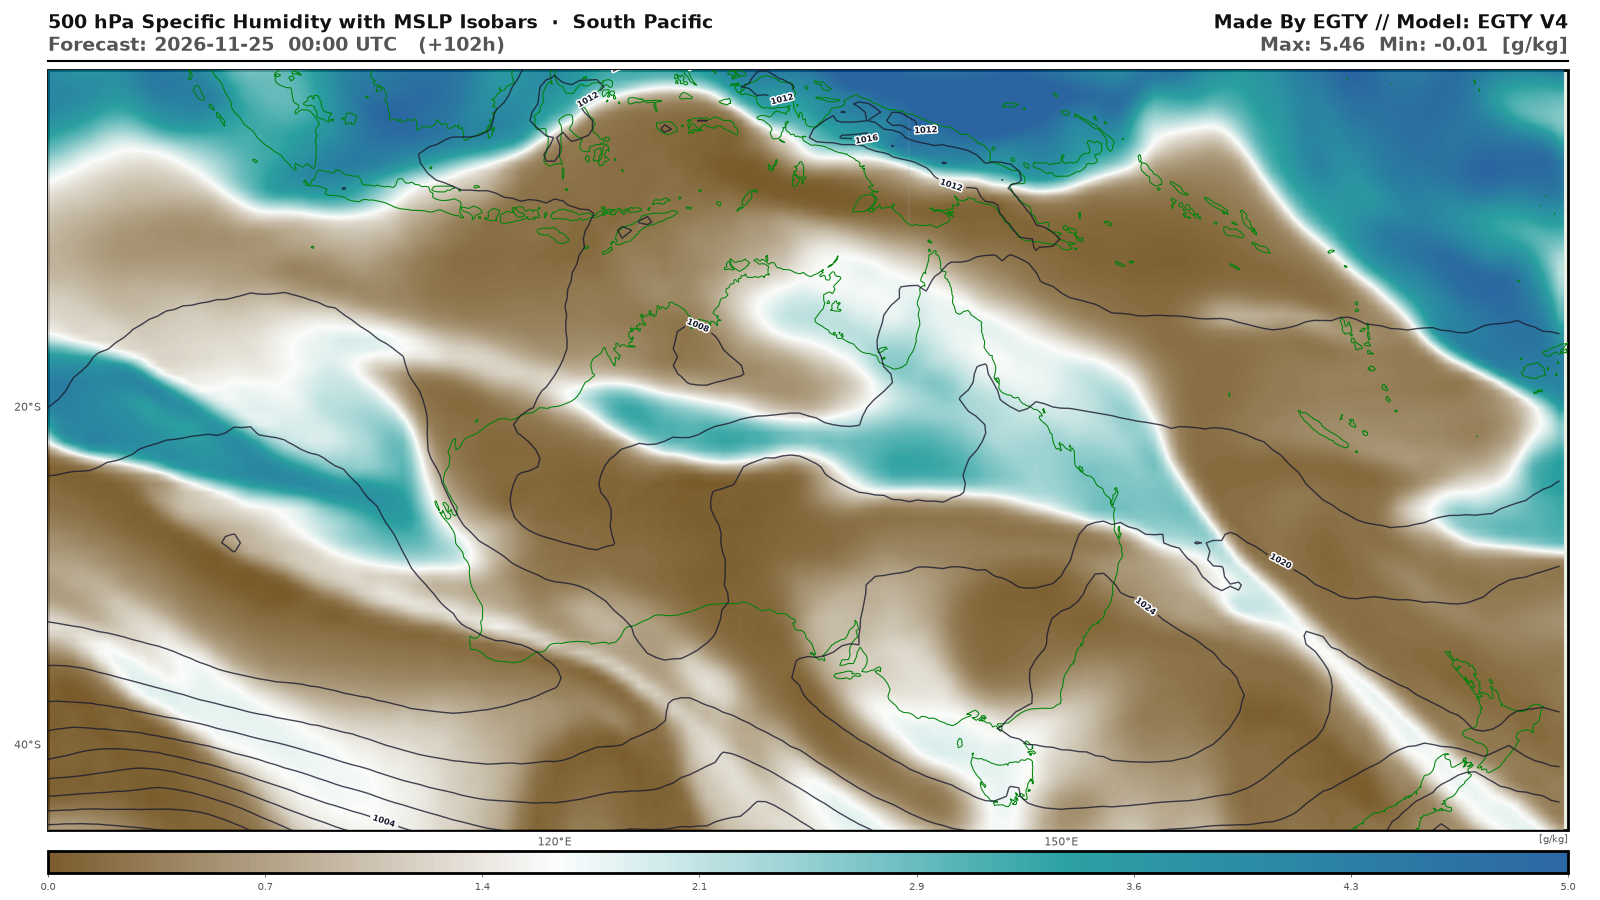 500 hPa Specific Humidity with MSLP Isobars · South Pacific
Made By EGTY // Model: EGTY V4
Forecast: 2026-11-25 00:00 UTC (+102h)
Max: 5.46 Min: -0.01 [g/kg]
1012
1012
1012
1016
1012
1008
20°S
1020
1024
40°S
1004
120°E
150°E
[g/kg]
0.0
0.7
1.4
2.1
2.9
3.6
4.3
5.0